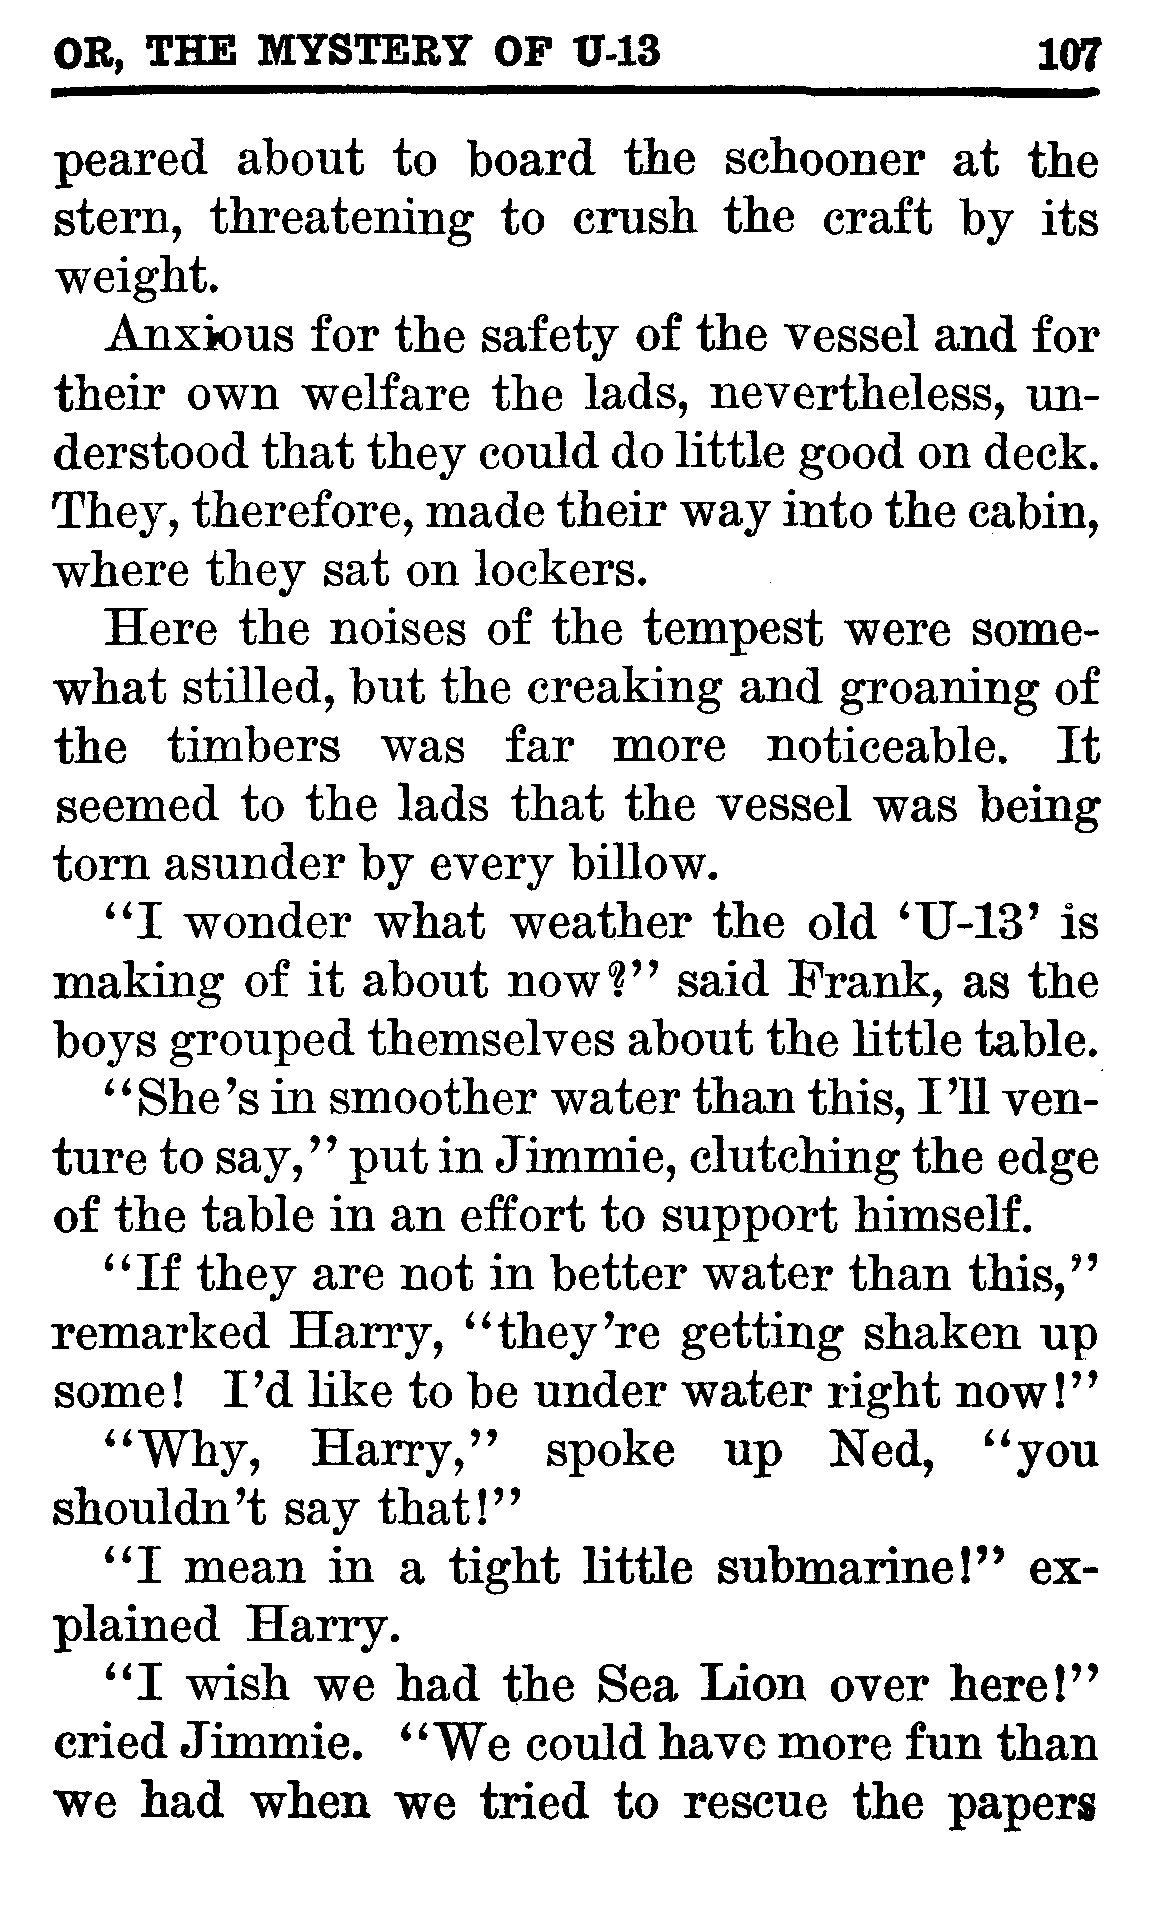 OR, THE MYSTERY OF U-13 107
peared about to board the schooner at the
stern, threatening to crush the craft by its
weight.
Anxious for the safety of the vessel and for
their own welfare the lads, nevertheless, un-
derstood that they could do little good on deck.
They, therefore, made their way into the cabin,
where they sat on lockers.
Here the noises of the tempest were some-
what stilled, but the creaking and groaning of
the timbers was far more noticeable. It
seemed to the lads that the vessel was being
torn asunder by every billow.
“I wonder what weather the old ‘U-13’ is
making of it about now?” said Frank, as the
boys grouped themselves about the little table.
“She’s in smoother water than this, I’ll ven-
ture to say,” put in Jimmie, clutching the edge
of the table in an effort to support himself.
“If they are not in better water than this,”
remarked Harry, “they’re getting shaken up
some! I’d like to be under water right now!”
“Why, Harry,” spoke up Ned, “you
shouldn’t say that!”
“I mean in a tight little submarine!” ex-
plained Harry.
“I wish we had the Sea Lion over here!”
cried Jimmie. “We could have more fun than
we had when we tried to rescue the papers